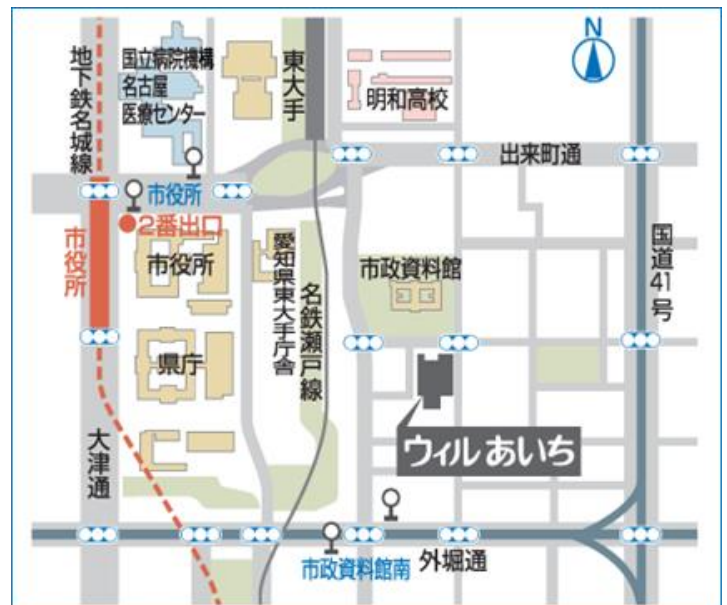 N
地下鉄名城線
国立病院機構
名古屋
医療センター
東大手
明和高校
出来町通
市役所
2番出口
市役所
市役所
愛知県東大手庁舎
名鉄瀬戸線
市政資料館
国道41号
県庁
大津通
ウィルあいち
市政資料館南
外堀通